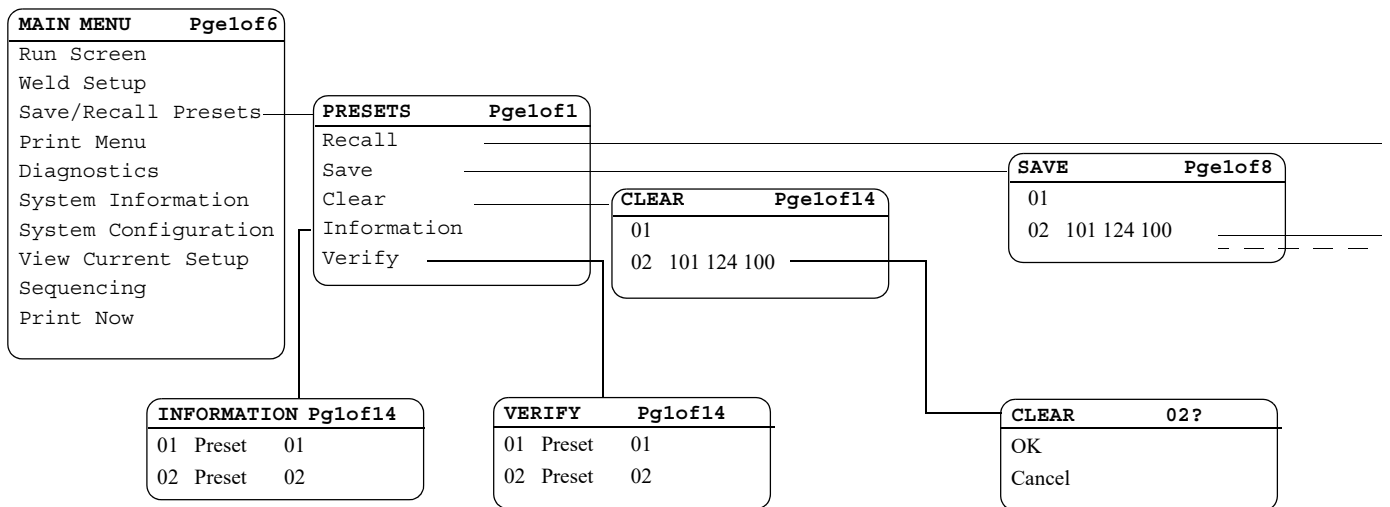 MAIN MENU Pge1of6
Run Screen
Weld Setup
Save/Recall Presets
Print Menu
Diagnostics
System Information
System Configuration
View Current Setup
Sequencing
Print Now
PRESETS Pge1of1
Recall
Save
Clear
Information
Verify
CLEAR Pge1of14
01
02 101 124 100
SAVE Pge1of8
01
02 101 124 100
INFORMATION Pg1of14
01 Preset 01
02 Preset 02
VERIFY Pg1of14
01 Preset 01
02 Preset 02
CLEAR 02?
OK
Cancel